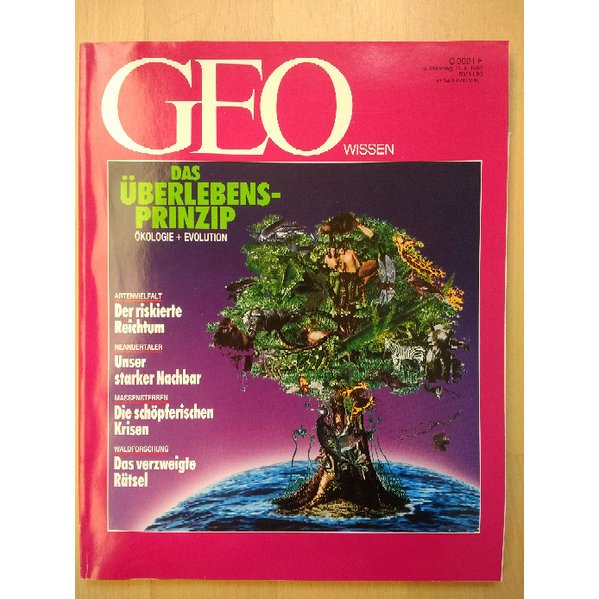 GEO
WISSEN
DAS
ÜBERLEBENS-
PRINZIP
ÖKOLOGIE + EVOLUTION
ARTENVIELFALT
Der riskierte
Reichtum
NEANDERTALER
Unser
starker Nachbar
MASSENSTERBEN
Die schöpferischen
Krisen
WALDFORSCHUNG
Das verzweigte
Rätsel